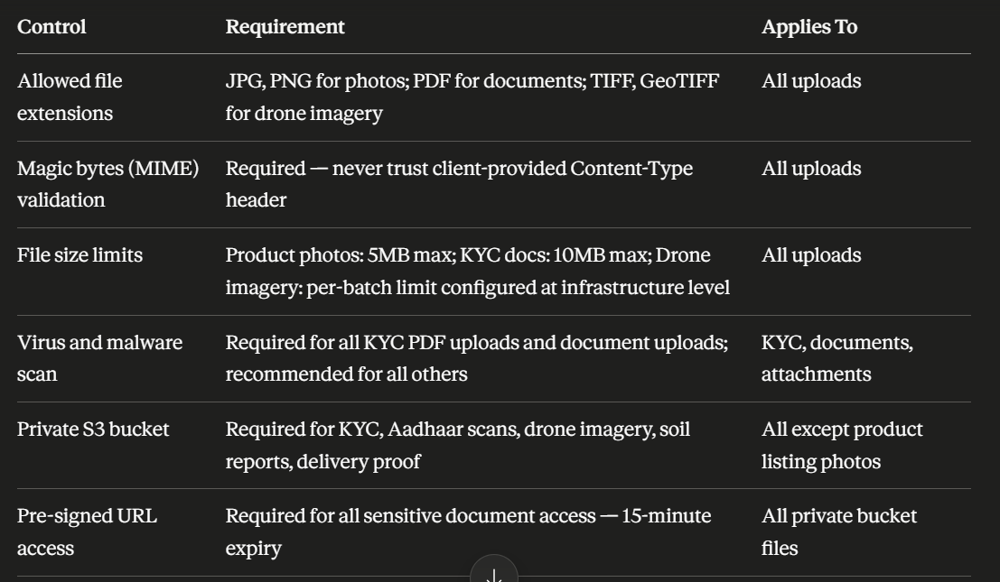 Control Requirement Applies To
Allowed file JPG, PNG for photos; PDF for documents; TIFF, GeoTIFF All uploads
extensions for drone imagery
Magic bytes (MIME) Required — never trust client-provided Content-Type All uploads
validation header
File size limits Product photos: 5MB max; KYC docs: 10MB max; Drone All uploads
imagery: per-batch limit configured at infrastructure level
Virus and malware Required for all KYC PDF uploads and document uploads; KYC, documents,
scan recommended for all others attachments
Private S3 bucket Required for KYC, Aadhaar scans, drone imagery, soil All except product
reports, delivery proof listing photos
Pre-signed URL Required for all sensitive document access — 15-minute All private bucket
access expiry files